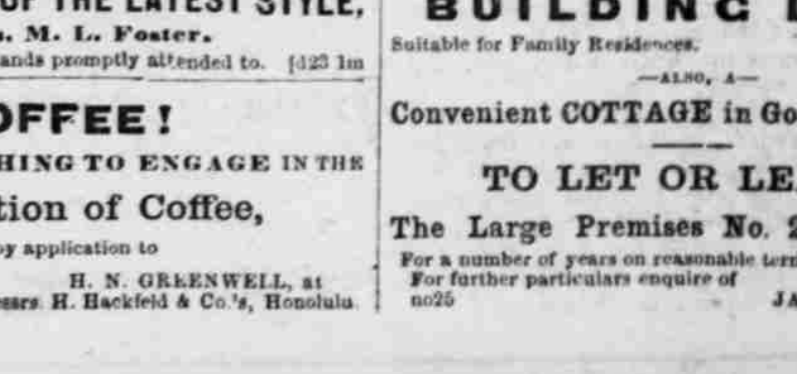 OF THE LATEST STYLE,
M. L. Foster.
ands promptly attended to. [d23 1m
OFFEE!
HING TO ENGAGE IN THE
tion of Coffee,
by application to
H. N. GREENWELL, at
essrs. H. Hackfeld & Co.'s, Honolulu.
BUILDING
Suitable for Family Residences.
—ALSO, A—
Convenient COTTAGE in Go
TO LET OR LEA
The Large Premises No. 2
For a number of years on reasonable term
For further particulars enquire of
no25 JA